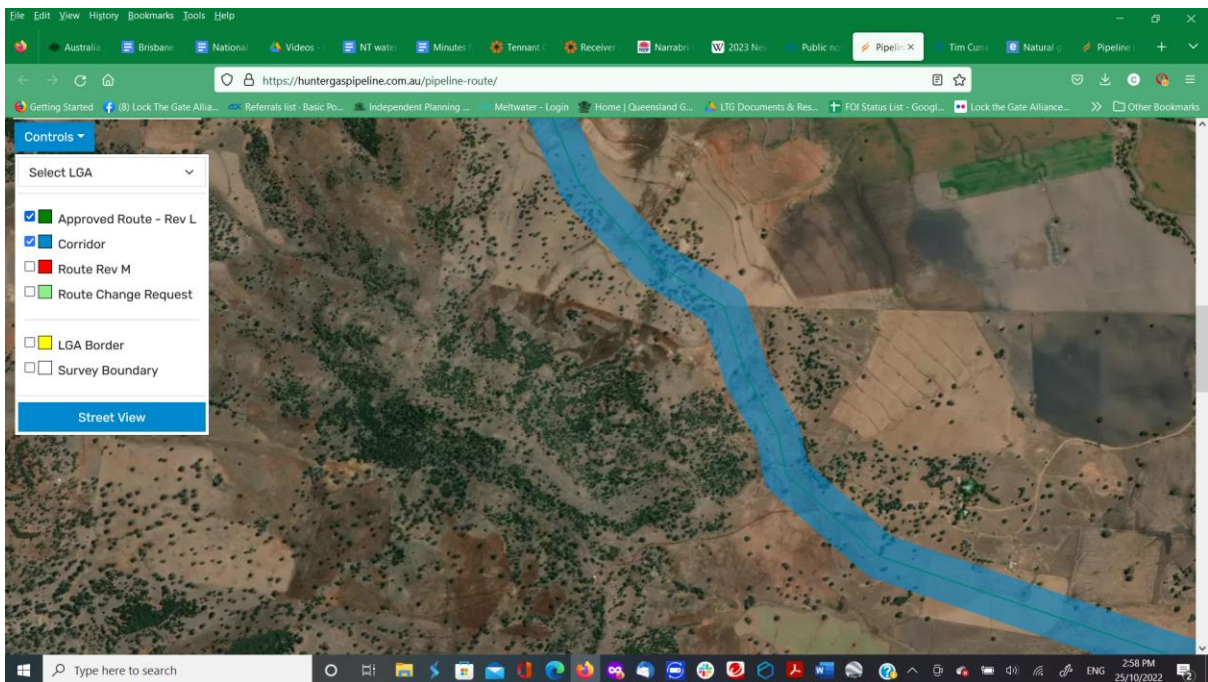 File Edit View History Bookmarks Tools Help
Australia Brisbane National Videos - NT water Minutes Tennant Receiver Narrabri 2023 New Public no Pipelin Tim Curra Natural g Pipeline
https://huntergaspipeline.com.au/pipeline-route/
Getting Started (8) Lock The Gate Allia... Referrals list - Basic Po... Independent Planning ... Meltwater - Login Home | Queensland G... LTG Documents & Res... FOI Status List - Googl... Lock the Gate Alliance... Other Bookmarks
Controls
Select LGA
Approved Route - Rev L
Corridor
Route Rev M
Route Change Request
LGA Border
Survey Boundary
Street View
Type here to search
ENG
2:58 PM
25/10/2022